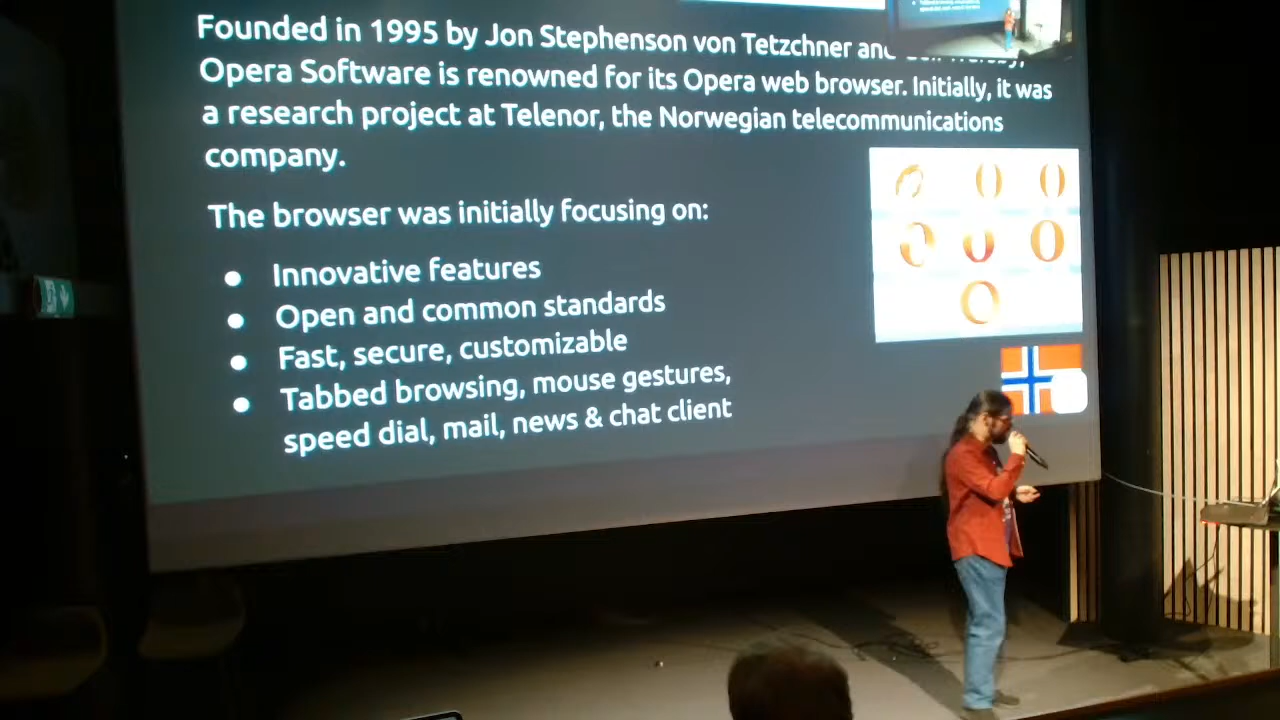 Founded in 1995 by Jon Stephenson von Tetzchner and
Opera Software is renowned for its Opera web browser. Initially, it was
a research project at Telenor, the Norwegian telecommunications
company.
The browser was initially focusing on:
● Innovative features
● Open and common standards
● Fast, secure, customizable
● Tabbed browsing, mouse gestures,
speed dial, mail, news & chat client